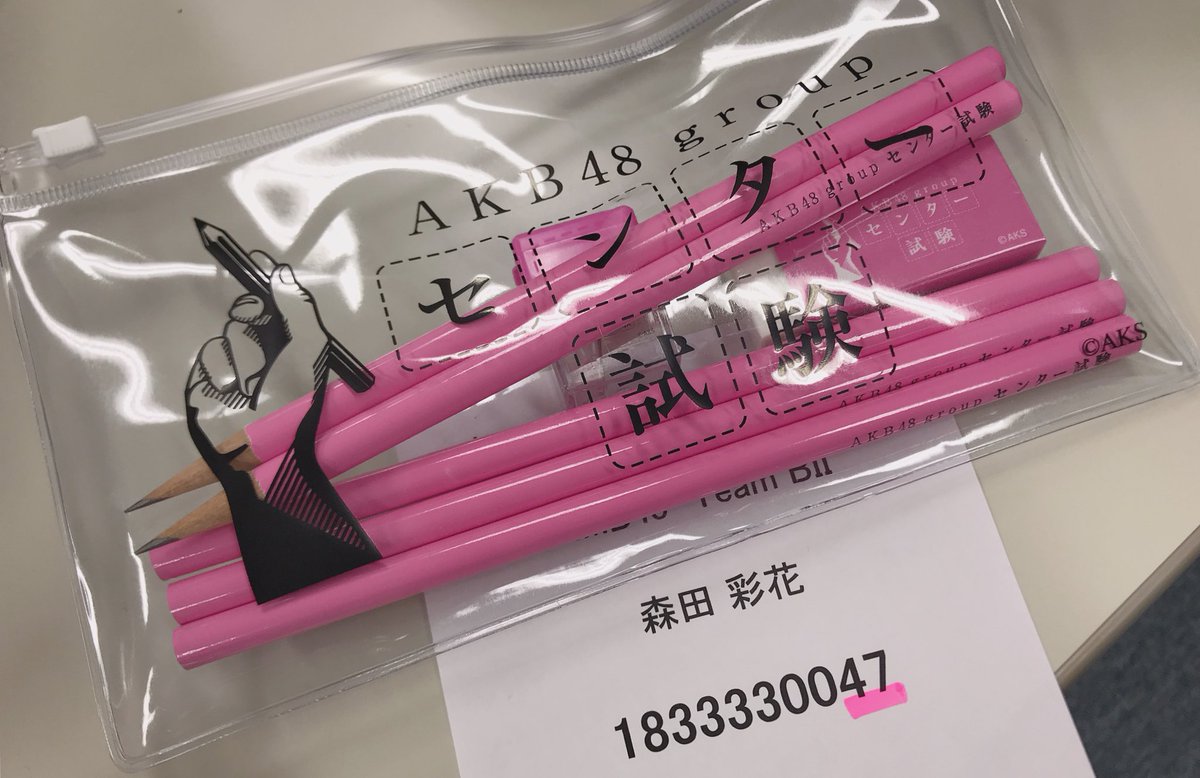 AKB48 group
センター
試験
AKB48 group センター試験
AKB48 group
センター
試験
©AKS
AKB48 group センター試験
AKB48 group センター試験
©AKS
Team BII
森田 彩花
1833330047